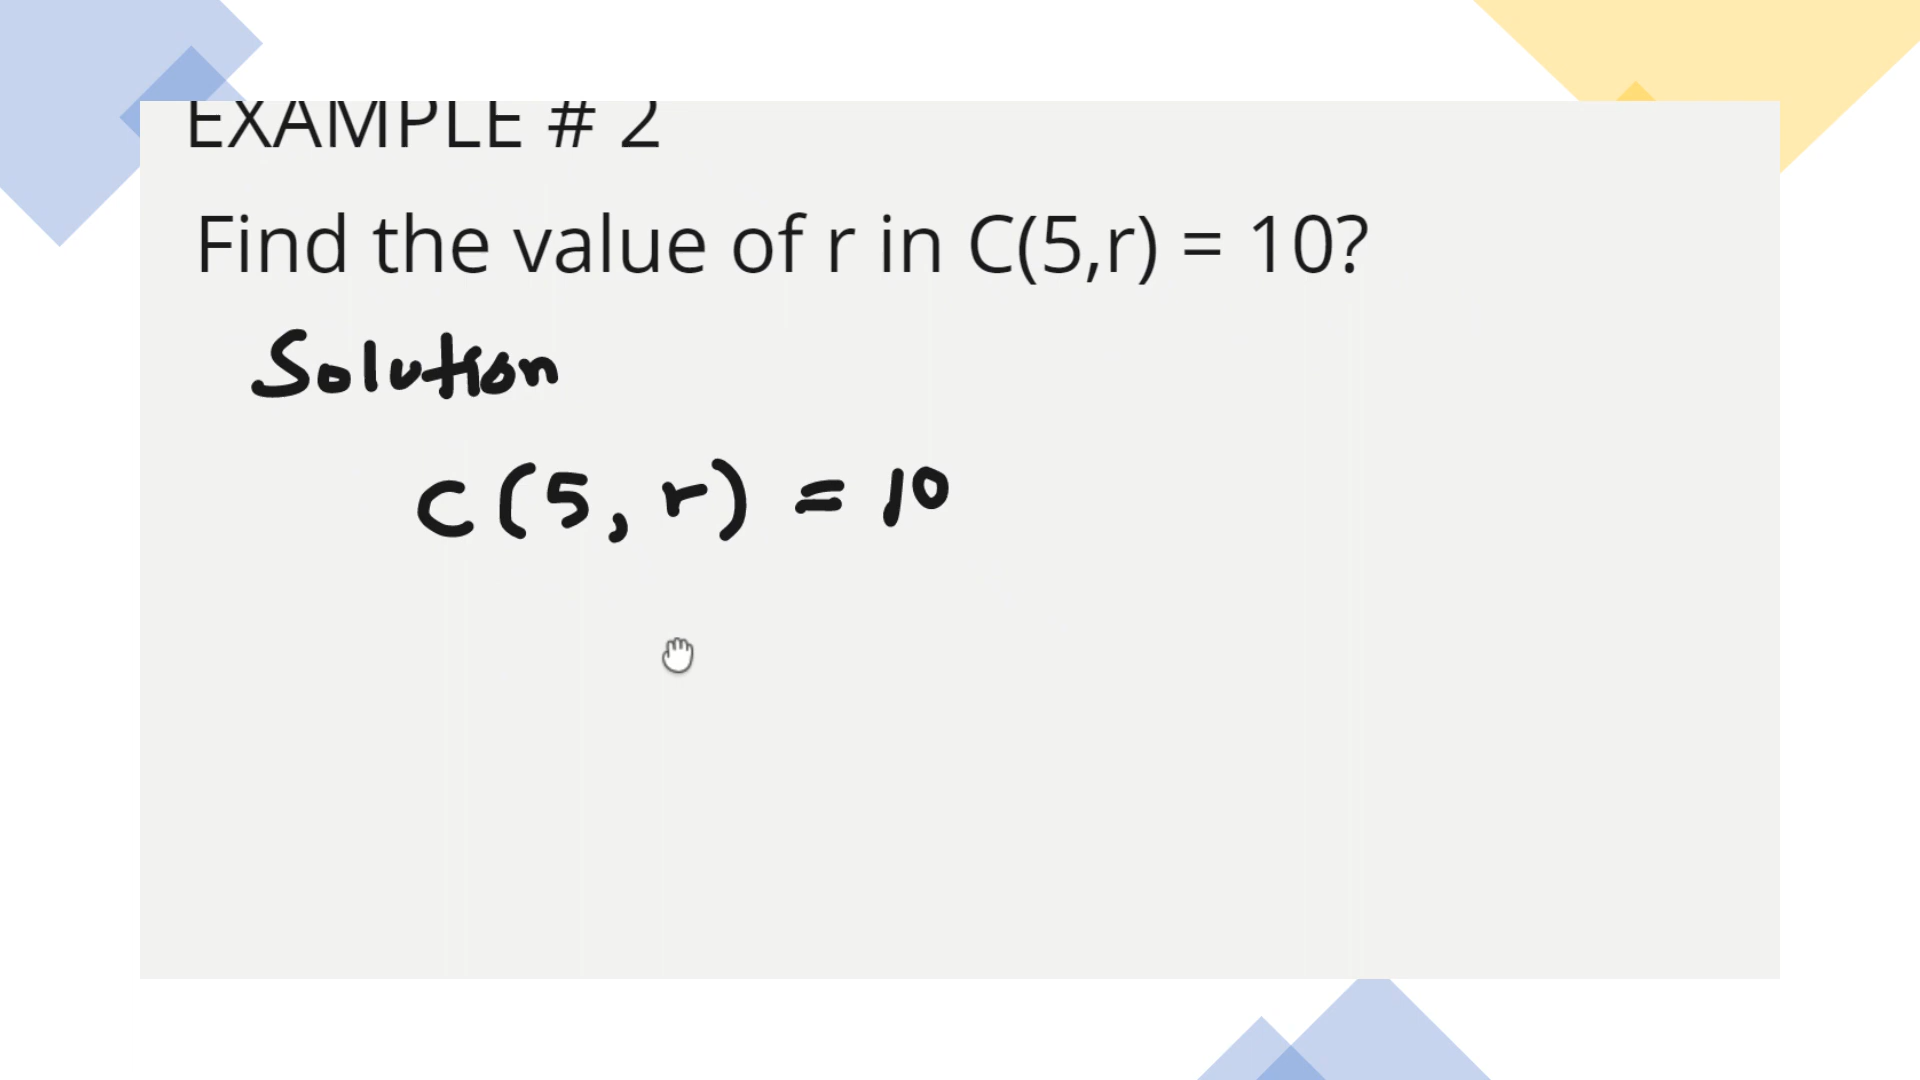 EXAMPLE # 2
Find the value of r in C(5,r) = 10?
Solution
C (5, r) = 10